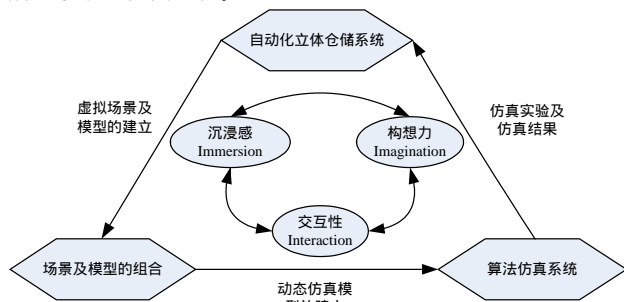 自动化立体仓储系统
虚拟场景及
模型的建立
仿真实验及
仿真结果
沉浸感
Immersion
构想力
Imagination
交互性
Interaction
场景及模型的组合
算法仿真系统
动态仿真模